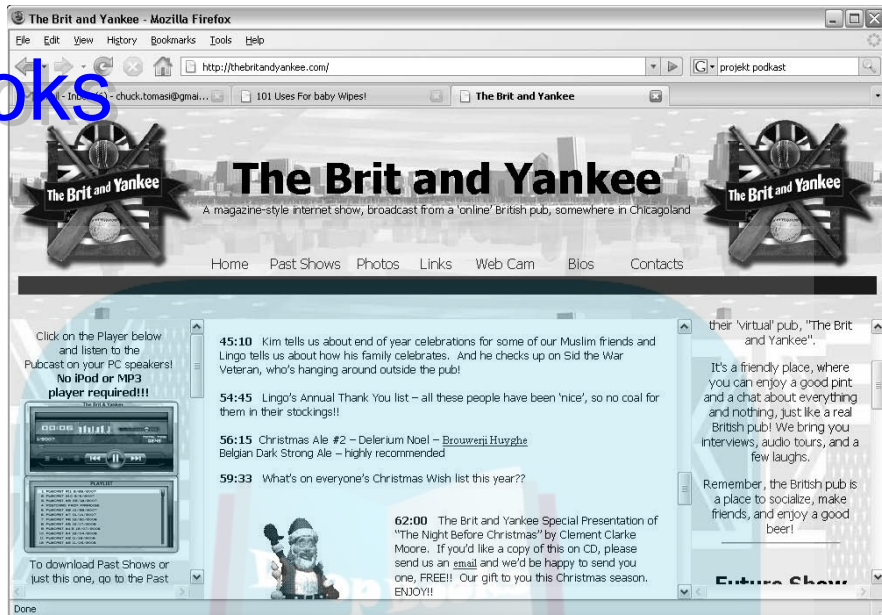 The Brit and Yankee - Mozilla Firefox
File Edit View History Bookmarks Tools Help
http://thebritandyankee.com/
projekt podkast
oks
chuck.tomasi@gmai...
101 Uses For baby Wipes!
The Brit and Yankee
The Brit and Yankee
The Brit and Yankee
The Brit and Yankee
A magazine-style internet show, broadcast from a 'online' British pub, somewhere in Chicagoland
Home Past Shows Photos Links Web Cam Bios Contacts
Click on the Player below
and listen to the
Pubcast on your PC speakers!
No iPod or MP3
player required!!!
The Brit & Yankee
00:06
PLAYLIST
To download Past Shows or
just this one, go to the Past
45:10 Kim tells us about end of year celebrations for some of our Muslim friends and
Lingo tells us about how his family celebrates. And he checks up on Sid the War
Veteran, who's hanging around outside the pub!
54:45 Lingo's Annual Thank You list – all these people have been 'nice', so no coal for
them in their stockings!!
56:15 Christmas Ale #2 – Delerium Noel – Brouwerji Huyghe
Belgian Dark Strong Ale – highly recommended
59:33 What's on everyone's Christmas Wish list this year??
62:00 The Brit and Yankee Special Presentation of
"The Night Before Christmas" by Clement Clarke
Moore. If you'd like a copy of this on CD, please
send us an email and we'd be happy to send you
one, FREE!! Our gift to you this Christmas season.
ENJOY!!
their 'virtual' pub, "The Brit
and Yankee".
It's a friendly place, where
you can enjoy a good pint
and a chat about everything
and nothing, just like a real
British pub! We bring you
interviews, audio tours, and a
few laughs.
Remember, the British pub is
a place to socialize, make
friends, and enjoy a good
beer!
Future Show
Done